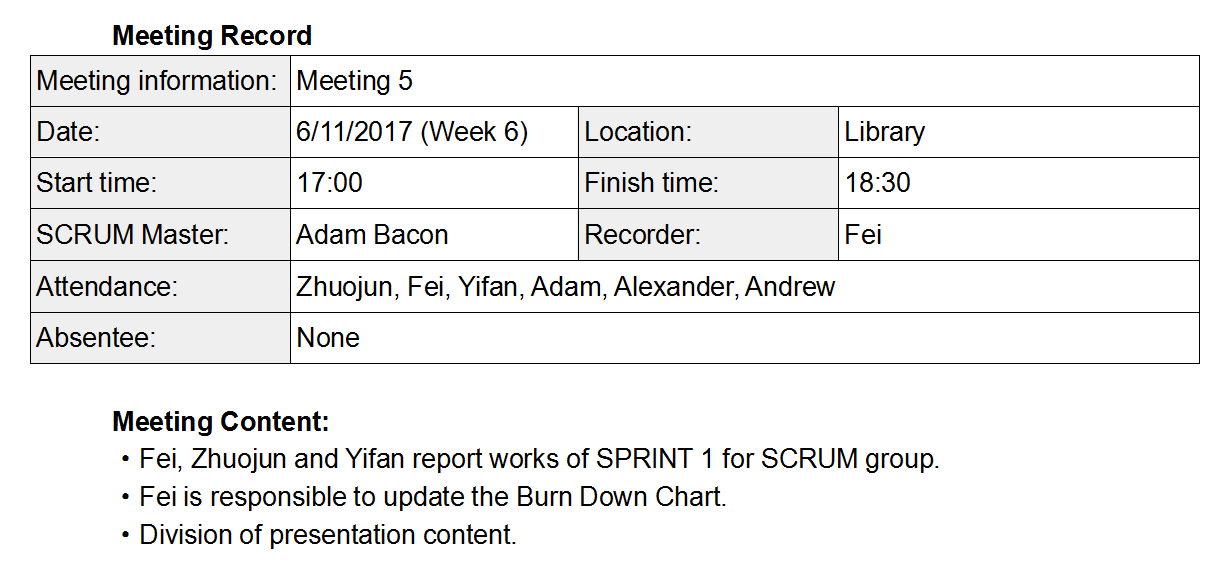 Meeting Record
Meeting information: Meeting 5
Date: 6/11/2017 (Week 6) Location: Library
Start time: 17:00 Finish time: 18:30
SCRUM Master: Adam Bacon Recorder: Fei
Attendance: Zhuojun, Fei, Yifan, Adam, Alexander, Andrew
Absentee: None
Meeting Content:
• Fei, Zhuojun and Yifan report works of SPRINT 1 for SCRUM group.
• Fei is responsible to update the Burn Down Chart.
• Division of presentation content.